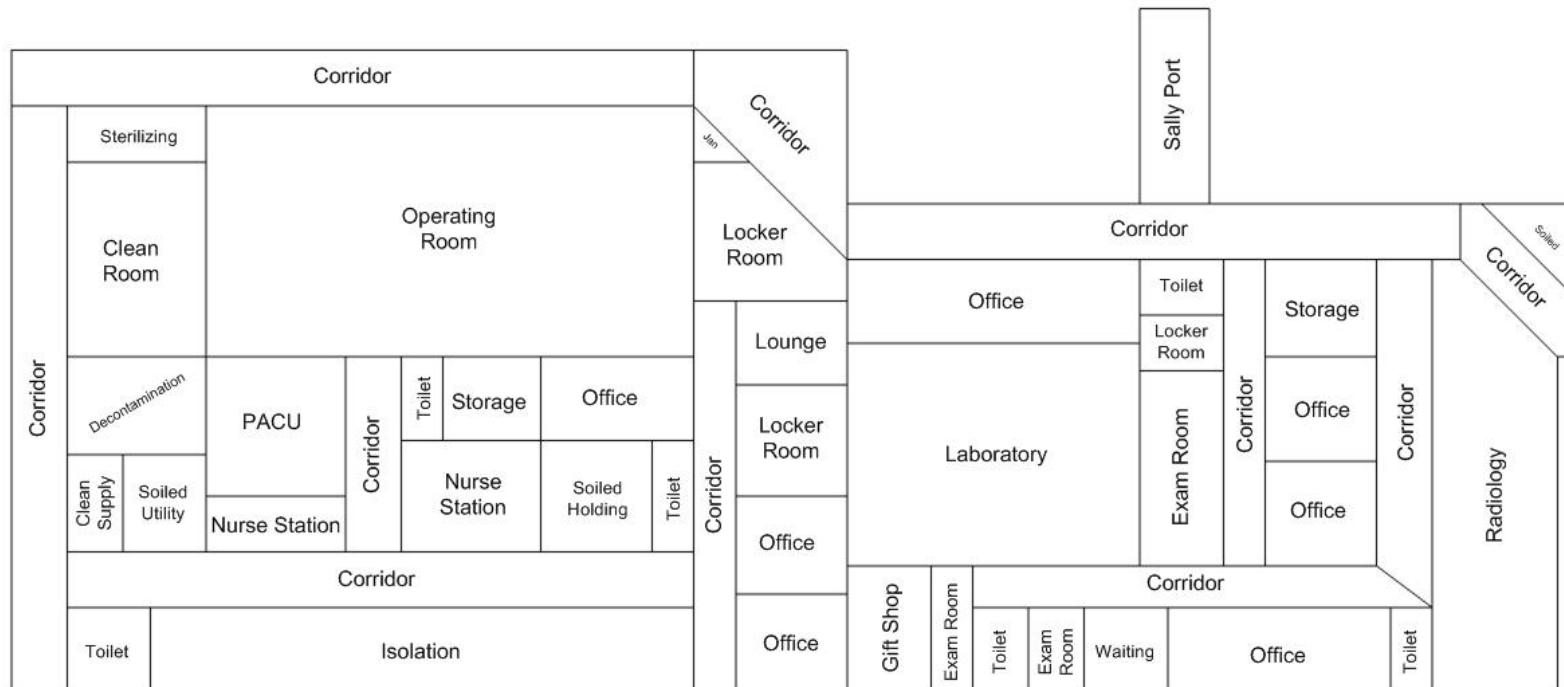 Corridor
Sally Port
Corridor
Sterilizing
Jan
Operating
Room
Clean
Room
Locker
Room
Corridor
Soiled
Corridor
Office
Toilet
Storage
Locker
Room
Lounge
Corridor
Decontamination
PACU
Corridor
Toilet
Storage
Office
Locker
Room
Corridor
Laboratory
Exam Room
Corridor
Office
Corridor
Clean
Supply
Soiled
Utility
Nurse
Station
Soiled
Holding
Toilet
Nurse Station
Office
Office
Radiology
Corridor
Corridor
Gift Shop
Exam Room
Toilet
Exam
Room
Waiting
Office
Toilet
Toilet
Isolation
Office